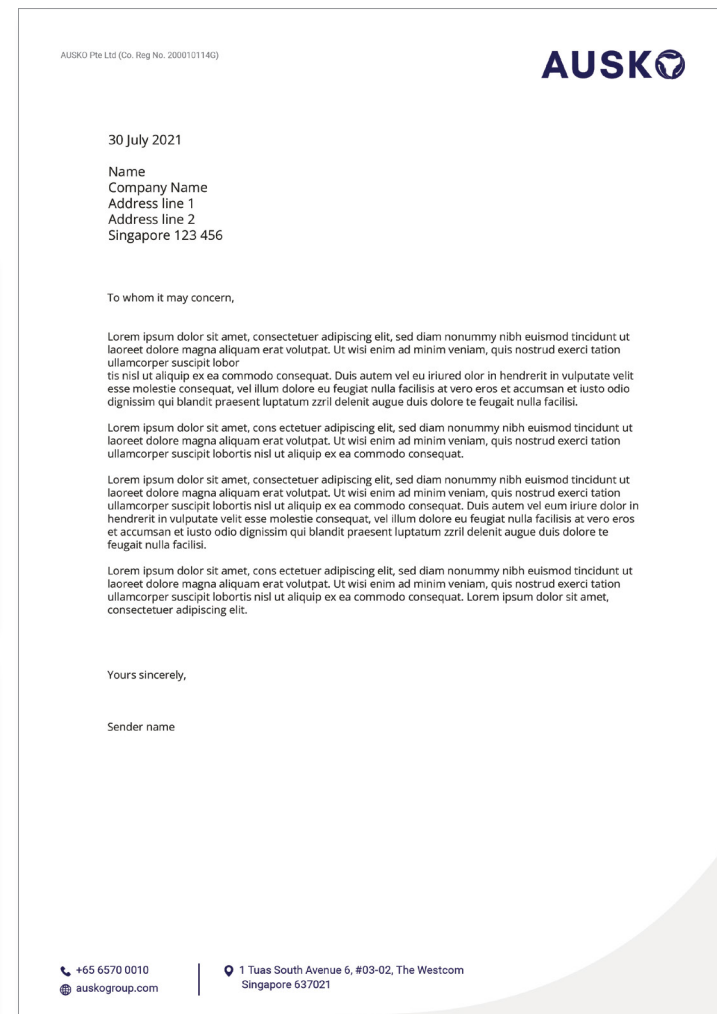 AUSKO Pte Ltd (Co. Reg No. 200010114G)
AUSKO
30 July 2021
Name
Company Name
Address line 1
Address line 2
Singapore 123 456
To whom it may concern,
Lorem ipsum dolor sit amet, consectetuer adipiscing elit, sed diam nonummy nibh euismod tincidunt ut
laoreet dolore magna aliquam erat volutpat. Ut wisi enim ad minim veniam, quis nostrud exerci tation
ullamcorper suscipit lobor
tis nisl ut aliquip ex ea commodo consequat. Duis autem vel eu iriured olor in hendrerit in vulputate velit
esse molestie consequat, vel illum dolore eu feugiat nulla facilisis at vero eros et accumsan et iusto odio
dignissim qui blandit praesent luptatum zzril delenit augue duis dolore te feugait nulla facilisi.
Lorem ipsum dolor sit amet, cons ectetuer adipiscing elit, sed diam nonummy nibh euismod tincidunt ut
laoreet dolore magna aliquam erat volutpat. Ut wisi enim ad minim veniam, quis nostrud exerci tation
ullamcorper suscipit lobortis nisl ut aliquip ex ea commodo consequat.
Lorem ipsum dolor sit amet, consectetuer adipiscing elit, sed diam nonummy nibh euismod tincidunt ut
laoreet dolore magna aliquam erat volutpat. Ut wisi enim ad minim veniam, quis nostrud exerci tation
ullamcorper suscipit lobortis nisl ut aliquip ex ea commodo consequat. Duis autem vel eum iriure dolor in
hendrerit in vulputate velit esse molestie consequat, vel illum dolore eu feugiat nulla facilisis at vero eros
et accumsan et iusto odio dignissim qui blandit praesent luptatum zzril delenit augue duis dolore te
feugait nulla facilisi.
Lorem ipsum dolor sit amet, cons ectetuer adipiscing elit, sed diam nonummy nibh euismod tincidunt ut
laoreet dolore magna aliquam erat volutpat. Ut wisi enim ad minim veniam, quis nostrud exerci tation
ullamcorper suscipit lobortis nisl ut aliquip ex ea commodo consequat. Lorem ipsum dolor sit amet,
consectetuer adipiscing elit.
Yours sincerely,
Sender name
+65 6570 0010
auskogroup.com
1 Tuas South Avenue 6, #03-02, The Westcom
Singapore 637021